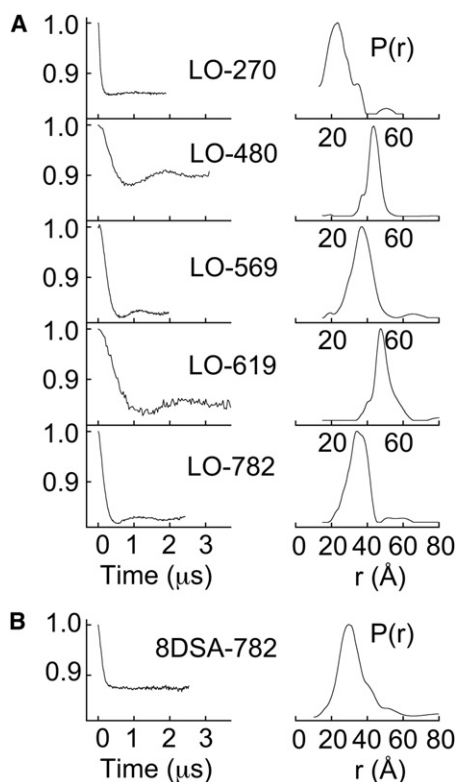 A
1.0
0.9
LO-270
P(r)
1.0
0.9
LO-480
20 60
1.0
0.9
LO-569
20 60
1.0
0.9
LO-619
20 60
1.0
0.9
LO-782
20 60
0 1 2 3
Time (μs)
0 20 40 60 80
r (Å)
B
1.0
0.9
8DSA-782
P(r)
0 1 2 3
Time (μs)
0 20 40 60 80
r (Å)